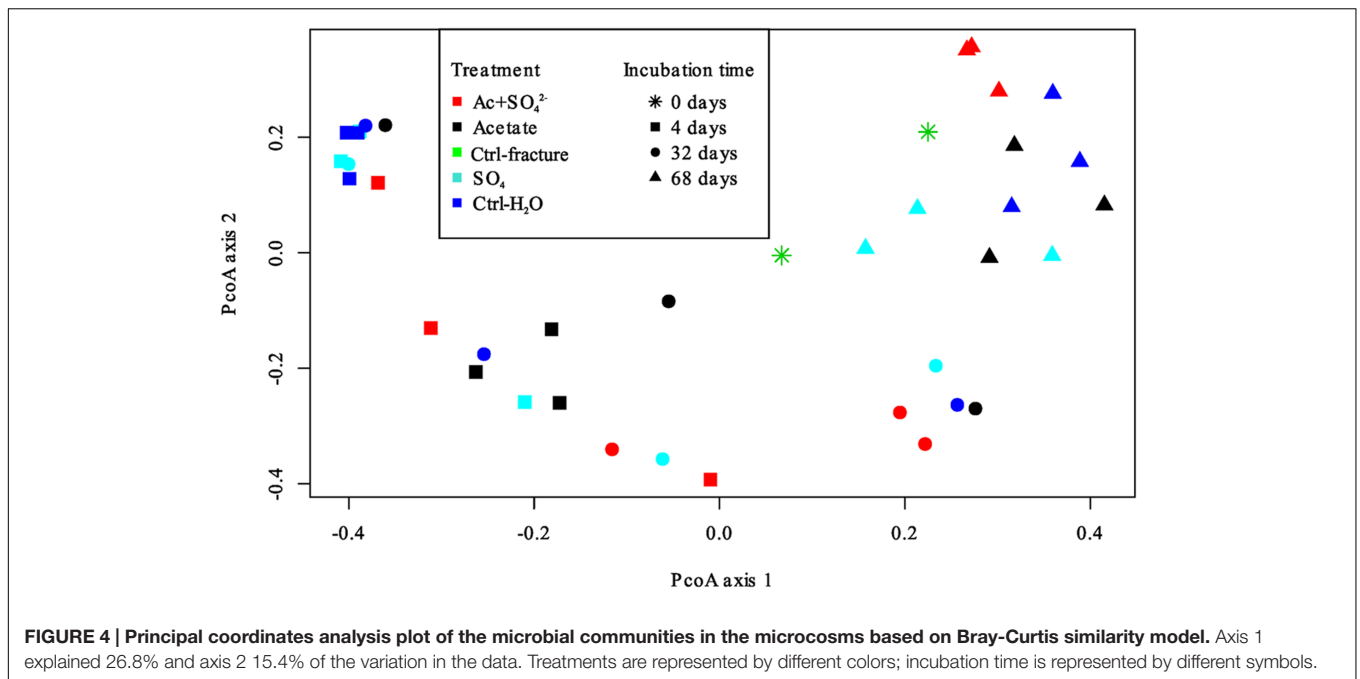 Treatment Incubation time
Ac+SO₄²⁻ 0 days
Acetate 4 days
Ctrl-fracture 32 days
SO₄ 68 days
Ctrl-H₂O
PcoA axis 2
0.2
0.0
-0.2
-0.4
-0.4 -0.2 0.0 0.2 0.4
PcoA axis 1
FIGURE 4 | Principal coordinates analysis plot of the microbial communities in the microcosms based on Bray-Curtis similarity model. Axis 1
explained 26.8% and axis 2 15.4% of the variation in the data. Treatments are represented by different colors; incubation time is represented by different symbols.